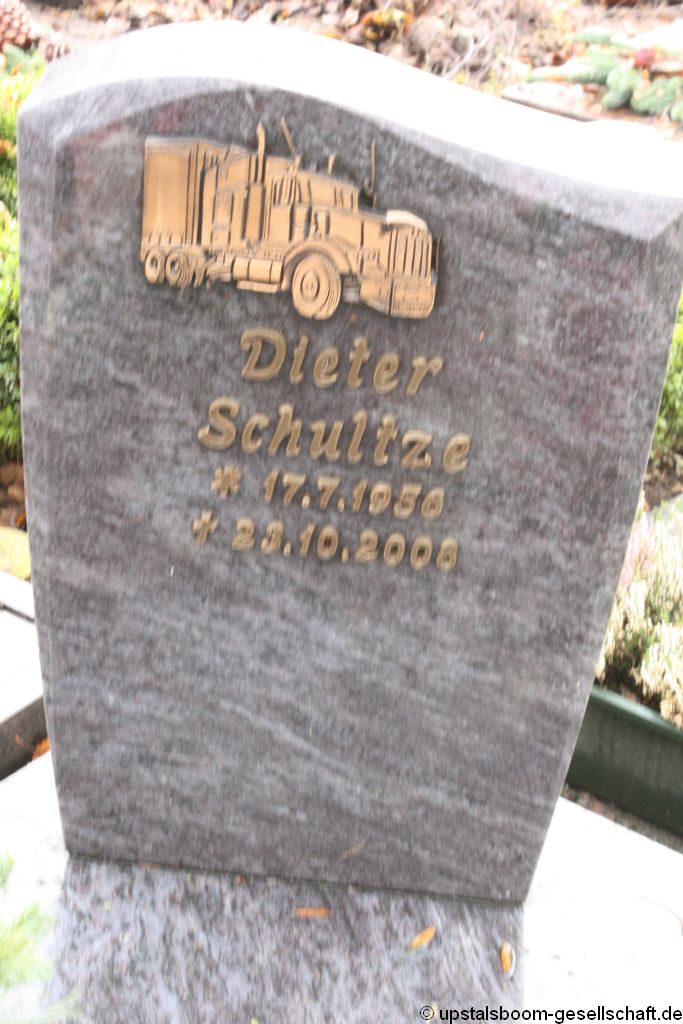 Dieter
Schultze
* 17.7.1956
† 23.10.2008
© upstalsboom-gesellschaft.de